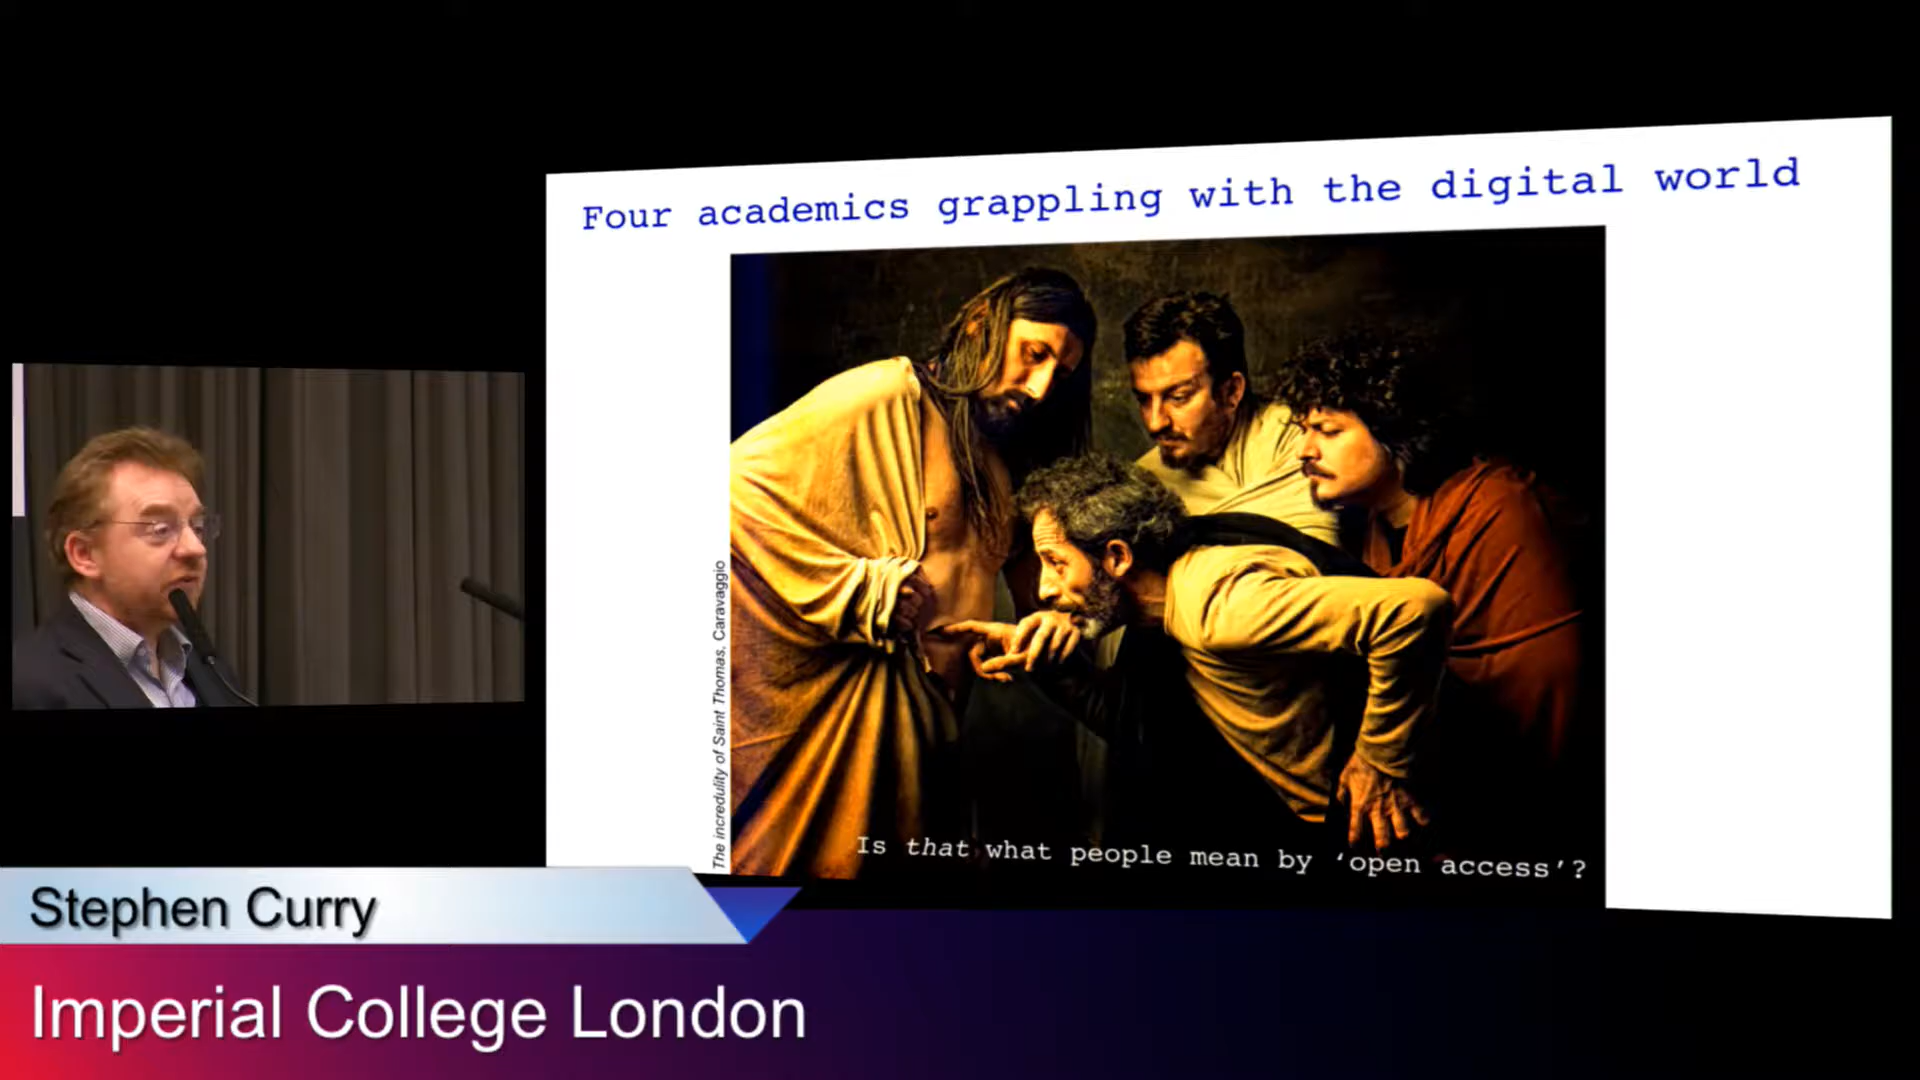 Four academics grappling with the digital world
The incredulity of Saint Thomas, Caravaggio
Is that what people mean by ‘open access’?
Stephen Curry
Imperial College London